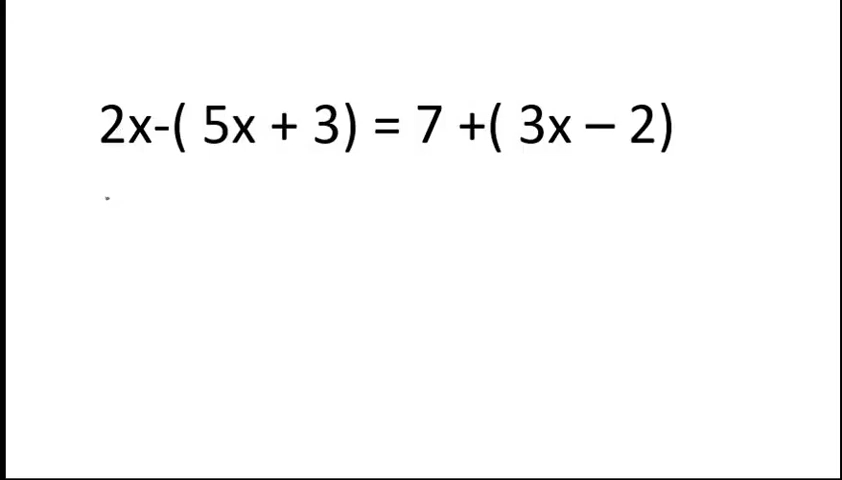 2x-( 5x + 3) = 7 +( 3x – 2)